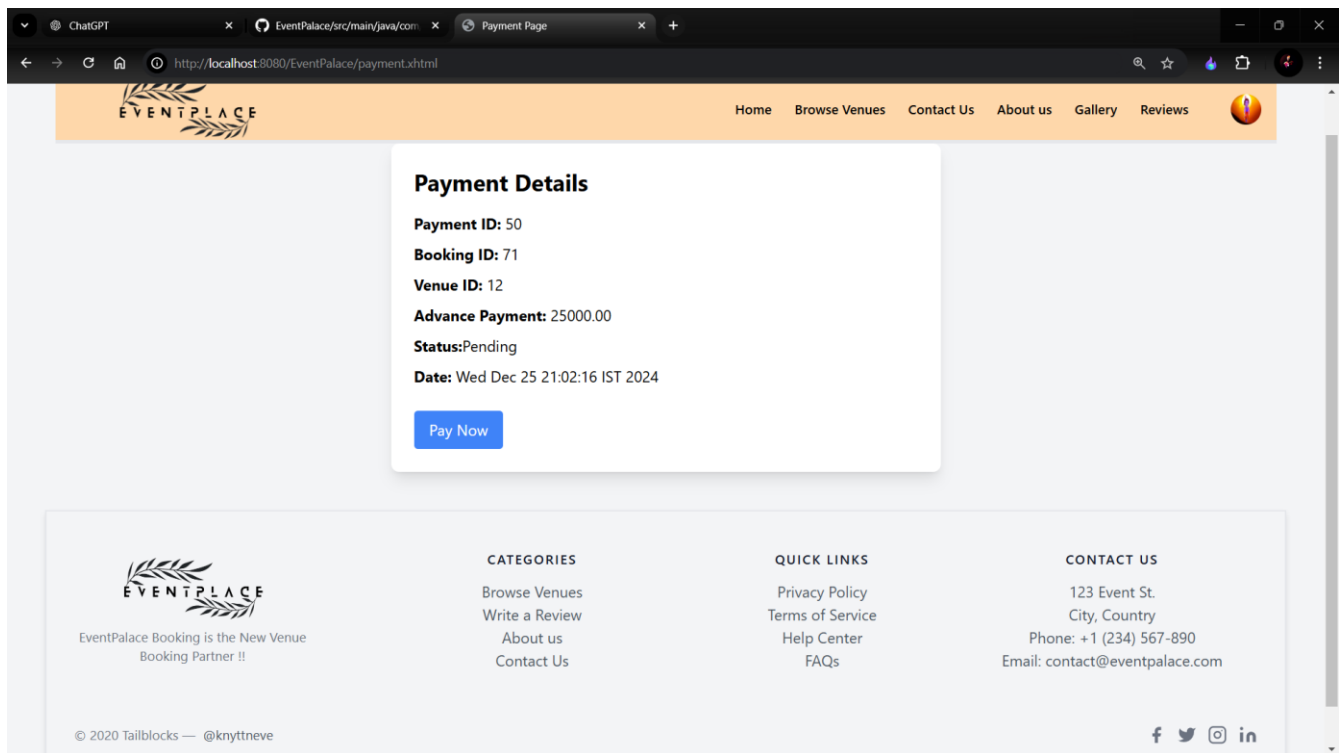 ChatGPT
EventPalace/src/main/java/com
Payment Page
http://localhost:8080/EventPalace/payment.xhtml
EVENTPLACE
Home Browse Venues Contact Us About us Gallery Reviews
Payment Details
Payment ID: 50
Booking ID: 71
Venue ID: 12
Advance Payment: 25000.00
Status:Pending
Date: Wed Dec 25 21:02:16 IST 2024
Pay Now
EVENTPLACE
EventPalace Booking is the New Venue
Booking Partner !!
CATEGORIES
Browse Venues
Write a Review
About us
Contact Us
QUICK LINKS
Privacy Policy
Terms of Service
Help Center
FAQs
CONTACT US
123 Event St.
City, Country
Phone: +1 (234) 567-890
Email: contact@eventpalace.com
© 2020 Tailblocks — @knyttneve